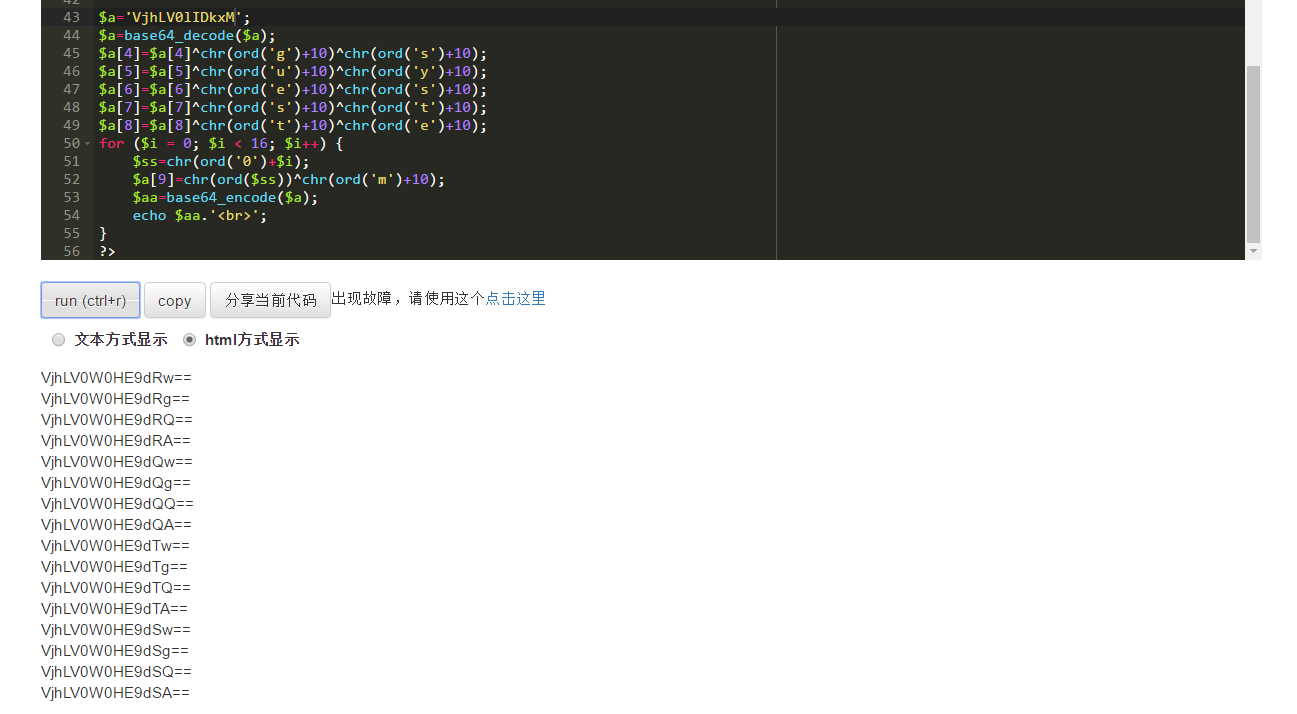 42
43 $a='VjhLV0lIDkxM';
44 $a=base64_decode($a);
45 $a[4]=$a[4]^chr(ord('g')+10)^chr(ord('s')+10);
46 $a[5]=$a[5]^chr(ord('u')+10)^chr(ord('y')+10);
47 $a[6]=$a[6]^chr(ord('e')+10)^chr(ord('s')+10);
48 $a[7]=$a[7]^chr(ord('s')+10)^chr(ord('t')+10);
49 $a[8]=$a[8]^chr(ord('t')+10)^chr(ord('e')+10);
50 for ($i = 0; $i < 16; $i++) {
51 $ss=chr(ord('0')+$i);
52 $a[9]=chr(ord($ss))^chr(ord('m')+10);
53 $aa=base64_encode($a);
54 echo $aa.'<br>';
55 }
56 ?>
run (ctrl+r) copy 分享当前代码 出现故障，请使用这个点击这里
文本方式显示 html方式显示
VjhLV0W0HE9dRw==
VjhLV0W0HE9dRg==
VjhLV0W0HE9dRQ==
VjhLV0W0HE9dRA==
VjhLV0W0HE9dQw==
VjhLV0W0HE9dQg==
VjhLV0W0HE9dQQ==
VjhLV0W0HE9dQA==
VjhLV0W0HE9dTw==
VjhLV0W0HE9dTg==
VjhLV0W0HE9dTQ==
VjhLV0W0HE9dTA==
VjhLV0W0HE9dSw==
VjhLV0W0HE9dSg==
VjhLV0W0HE9dSQ==
VjhLV0W0HE9dSA==